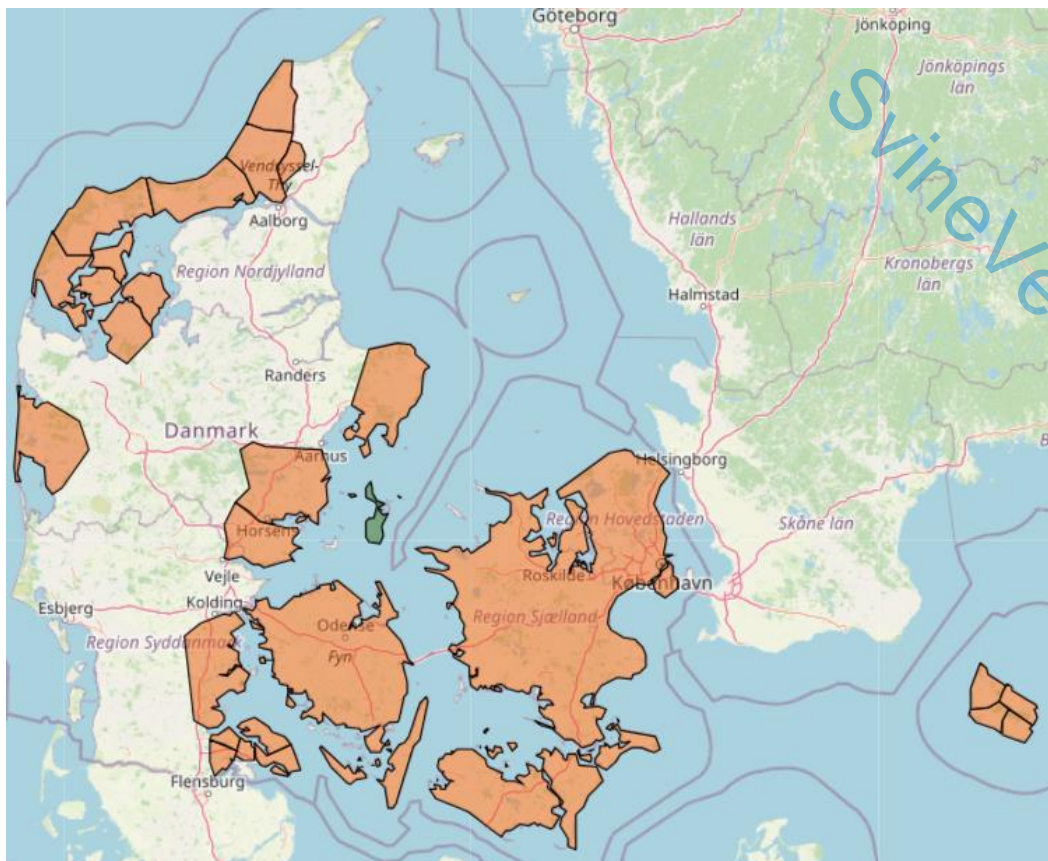 Göteborg
Jönköping
Jönköpings
län
SvineVe
Vendsyssel-
Thy
Aalborg
Hallands
län
Region Nordjylland
Kronobergs
län
Halmstad
Randers
Danmark
Aarhus
Helsingborg
Horsens
Region Hovedstaden
Skåne län
Vejle
Roskilde
København
Esbjerg
Kolding
Odense
Region Sjælland
Region Syddanmark
Fyn
Flensburg